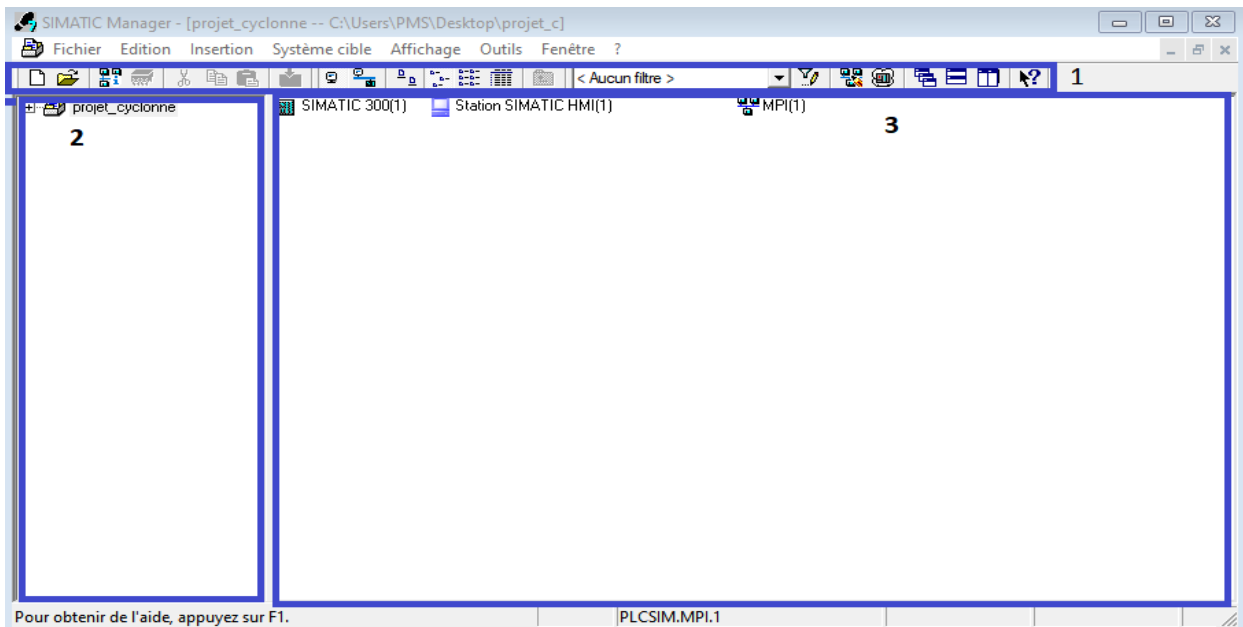 SIMATIC Manager - [projet_cyclonne -- C:\Users\PMS\Desktop\projet_c]
Fichier Edition Insertion Système cible Affichage Outils Fenêtre ?
< Aucun filtre > 1
projet_cyclonne SIMATIC 300(1) Station SIMATIC HMI(1) MPI(1)
2 3
Pour obtenir de l'aide, appuyez sur F1. PLCSIM.MPI.1